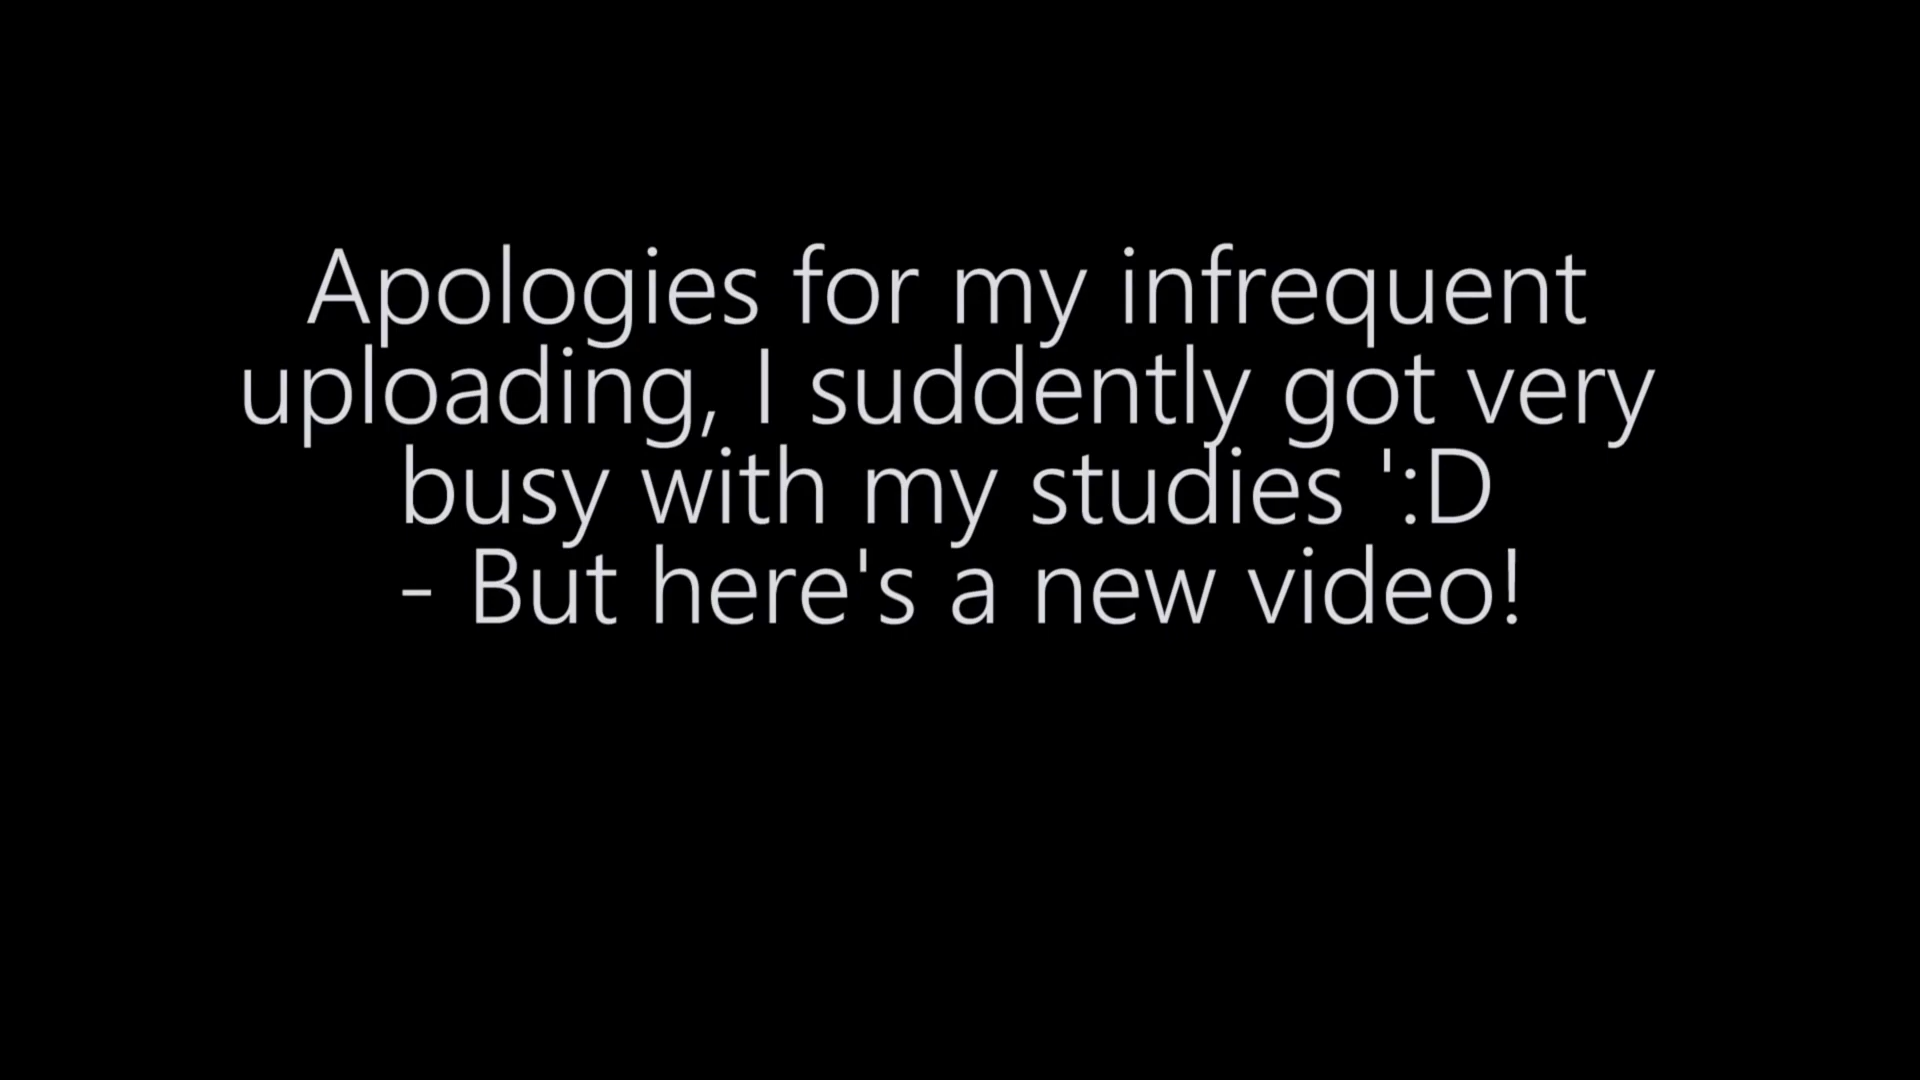 Apologies for my infrequent
uploading, I suddently got very
busy with my studies ':D
- But here's a new video!